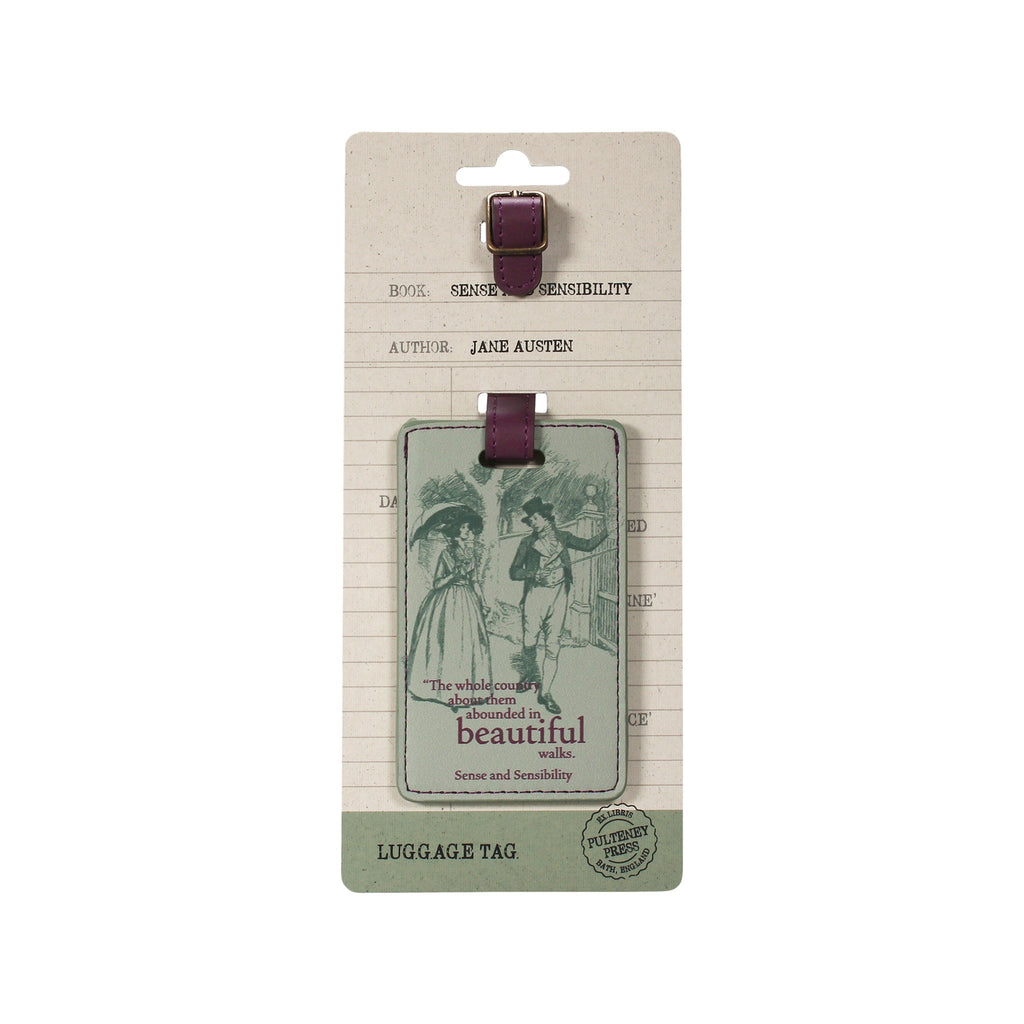 BOOK: SENSE SENSIBILITY
AUTHOR: JANE AUSTEN
“The whole country
about them
abounded in
beautiful
walks.
Sense and Sensibility
LUGGAGE TAG.
EX LIBRIS
PULTENEY
PRESS
BATH, ENGLAND